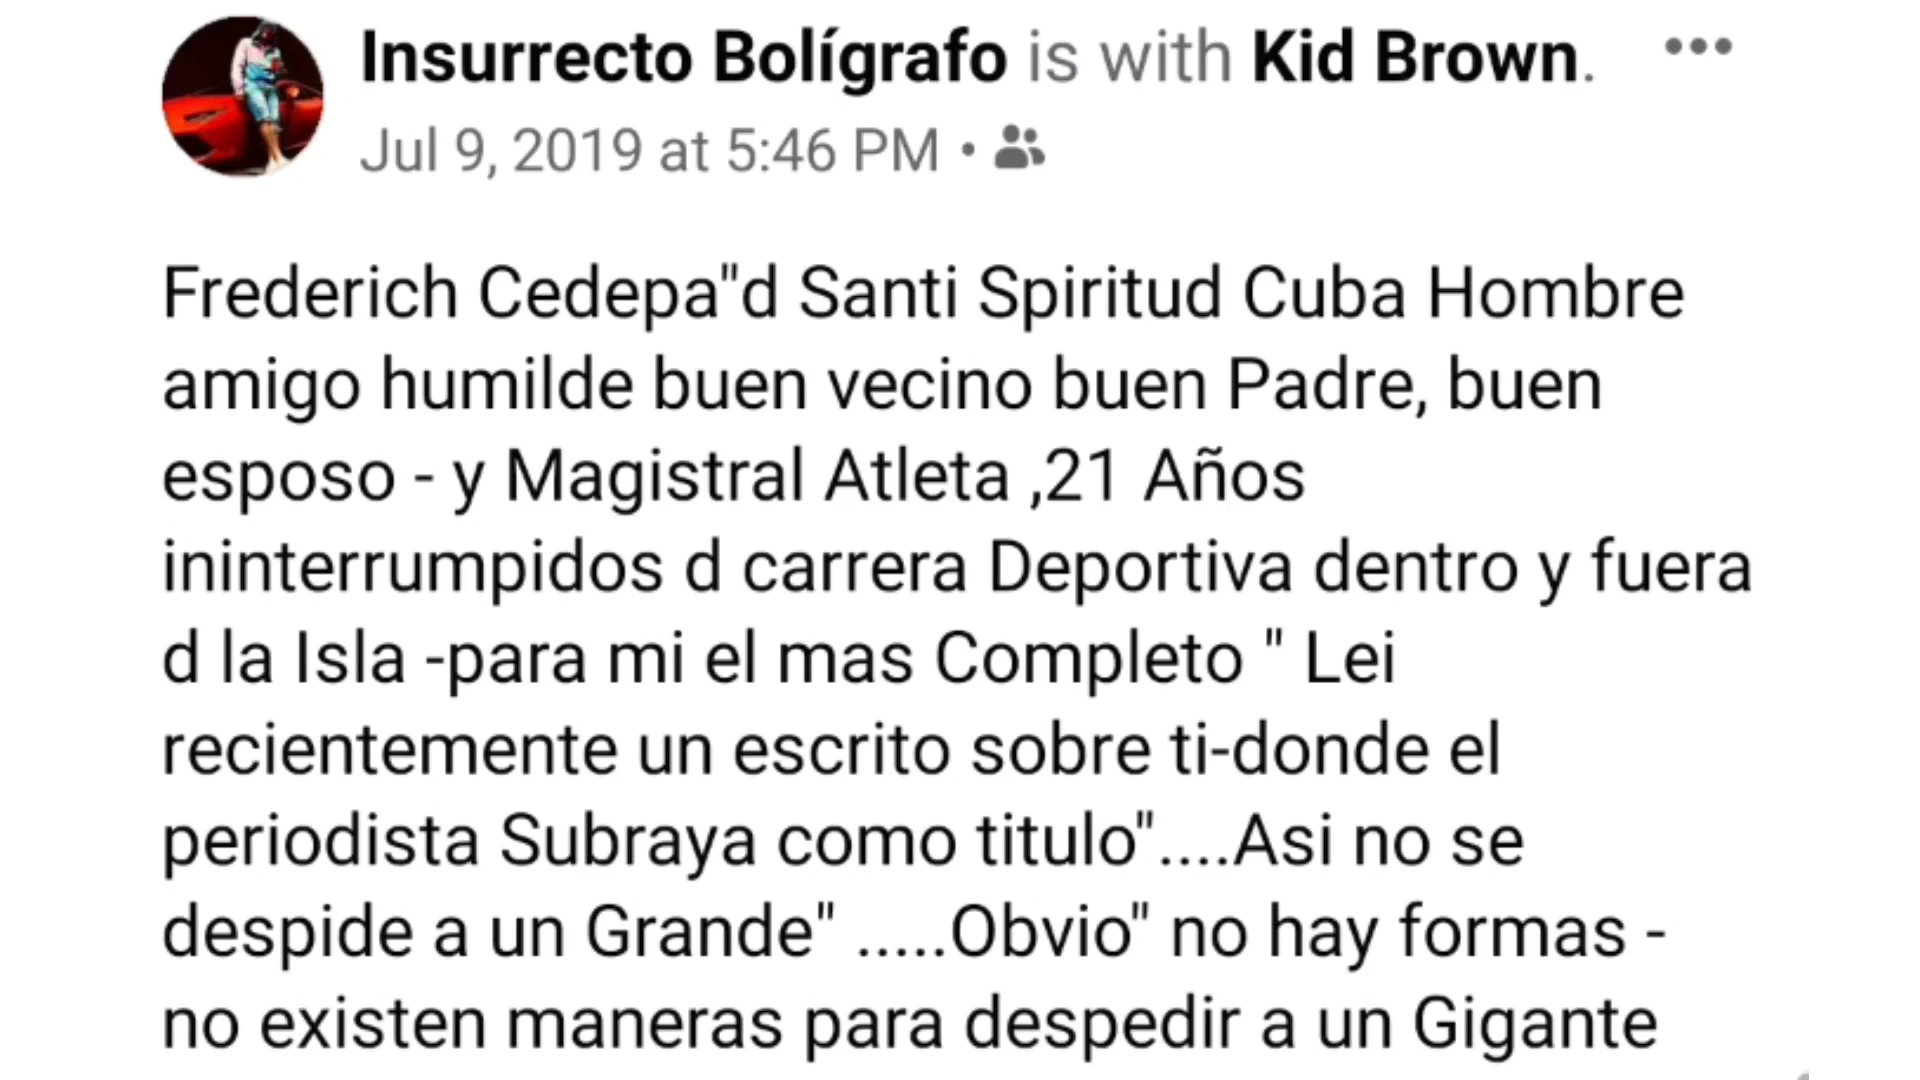 Insurrecto Bolígrafo is with Kid Brown.
Jul 9, 2019 at 5:46 PM •
Frederich Cedepa"d Santi Spiritud Cuba Hombre
amigo humilde buen vecino buen Padre, buen
esposo - y Magistral Atleta ,21 Años
ininterrumpidos d carrera Deportiva dentro y fuera
d la Isla -para mi el mas Completo " Lei
recientemente un escrito sobre ti-donde el
periodista Subraya como titulo"....Asi no se
despide a un Grande" .....Obvio" no hay formas -
no existen maneras para despedir a un Gigante